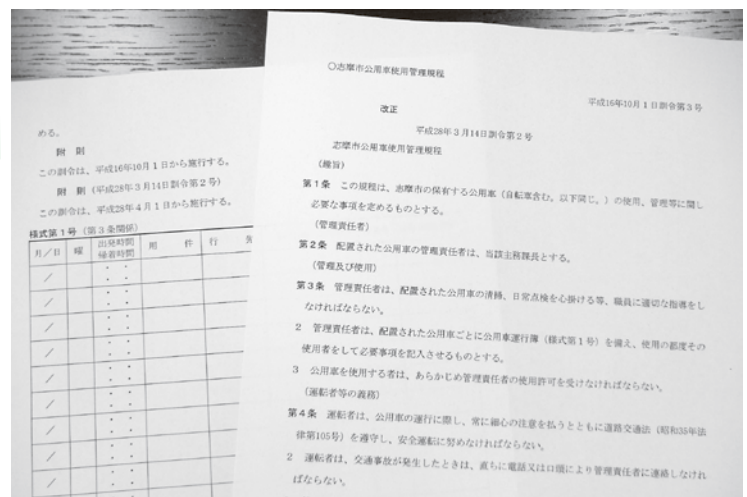 める。
附　則
この訓令は、平成16年10月1日から施行する。
附　則（平成28年3月14日訓令第2号）
この訓令は、平成28年4月1日から施行する。
様式第1号（第3条関係）
月／日　曜　出発時間　用　件　行
帰着時間
○志摩市公用車使用管理規程
平成16年10月1日訓令第3号
改正
平成28年3月14日訓令第2号
志摩市公用車使用管理規程
（趣旨）
第1条　この規程は、志摩市の保有する公用車（自転車含む。以下同じ。）の使用、管理等に関し
必要な事項を定めるものとする。
（管理責任者）
第2条　配置された公用車の管理責任者は、当該主務課長とする。
（管理及び使用）
第3条　管理責任者は、配置された公用車の清掃、日常点検を心掛ける等、職員に適切な指導をし
なければならない。
2　管理責任者は、配置された公用車ごとに公用車運行簿（様式第1号）を備え、使用の都度その
使用者をして必要事項を記入させるものとする。
3　公用車を使用する者は、あらかじめ管理責任者の使用許可を受けなければならない。
（運転者等の義務）
第4条　運転者は、公用車の運行に際し、常に細心の注意を払うとともに道路交通法（昭和35年法
律第105号）を遵守し、安全運転に努めなければならない。
2　運転者は、交通事故が発生したときは、直ちに電話又は口頭により管理責任者に連絡しなけれ
ばならない。